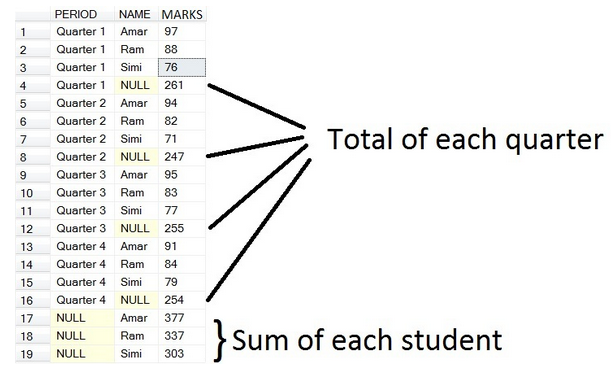 PERIOD NAME MARKS
1 Quarter 1 Amar 97
2 Quarter 1 Ram 88
3 Quarter 1 Simi 76
4 Quarter 1 NULL 261
5 Quarter 2 Amar 94
6 Quarter 2 Ram 82
7 Quarter 2 Simi 71
8 Quarter 2 NULL 247
9 Quarter 3 Amar 95
10 Quarter 3 Ram 83
11 Quarter 3 Simi 77
12 Quarter 3 NULL 255
13 Quarter 4 Amar 91
14 Quarter 4 Ram 84
15 Quarter 4 Simi 79
16 Quarter 4 NULL 254
17 NULL Amar 377
18 NULL Ram 337
19 NULL Simi 303
Total of each quarter
} Sum of each student